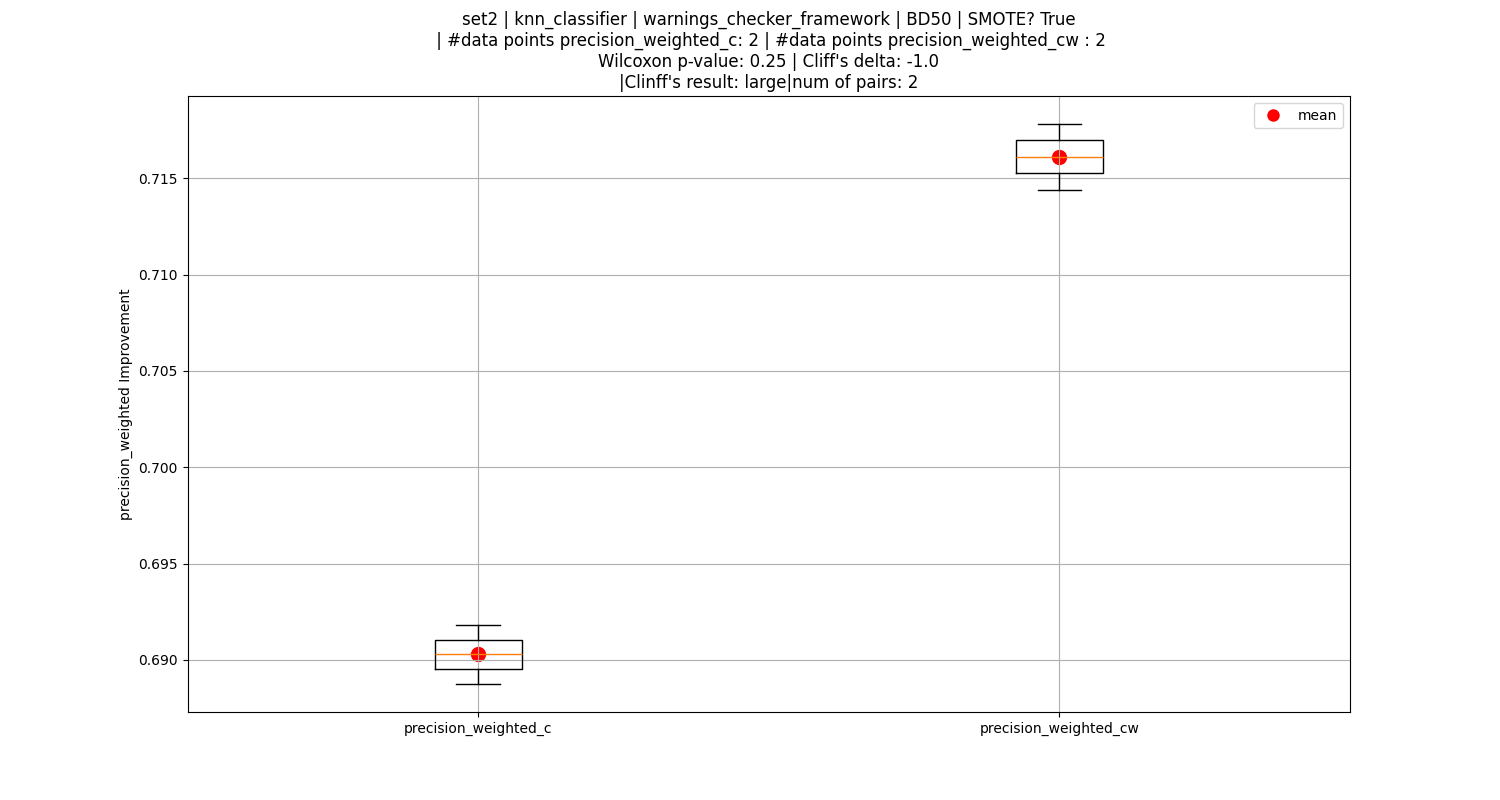 set2 | knn_classifier | warnings_checker_framework | BD50 | SMOTE? True
| #data points precision_weighted_c: 2 | #data points precision_weighted_cw : 2
Wilcoxon p-value: 0.25 | Cliff's delta: -1.0
|Clinff's result: large|num of pairs: 2
mean
precision_weighted Improvement
0.715
0.710
0.705
0.700
0.695
0.690
precision_weighted_c
precision_weighted_cw